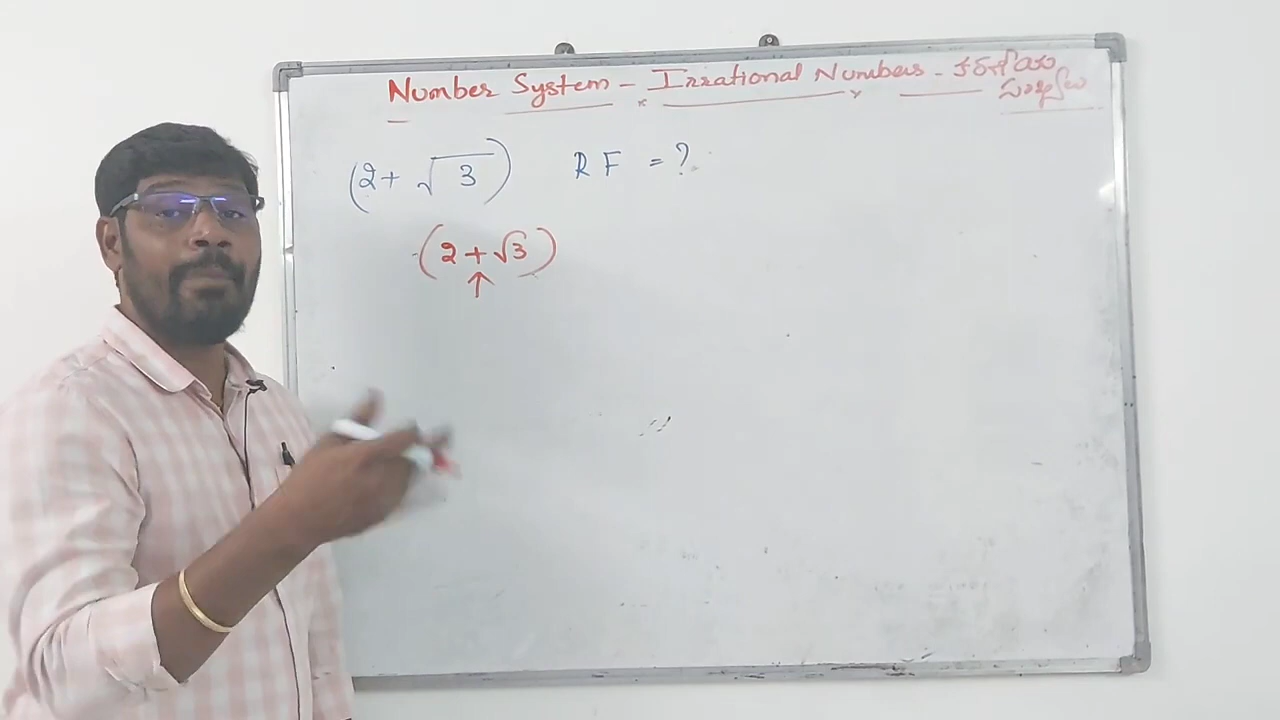 Number System - Irrational Numbers - కరణీయ సంఖ్యలు
(2 + √3) RF = ?
(2 + √3)
↑